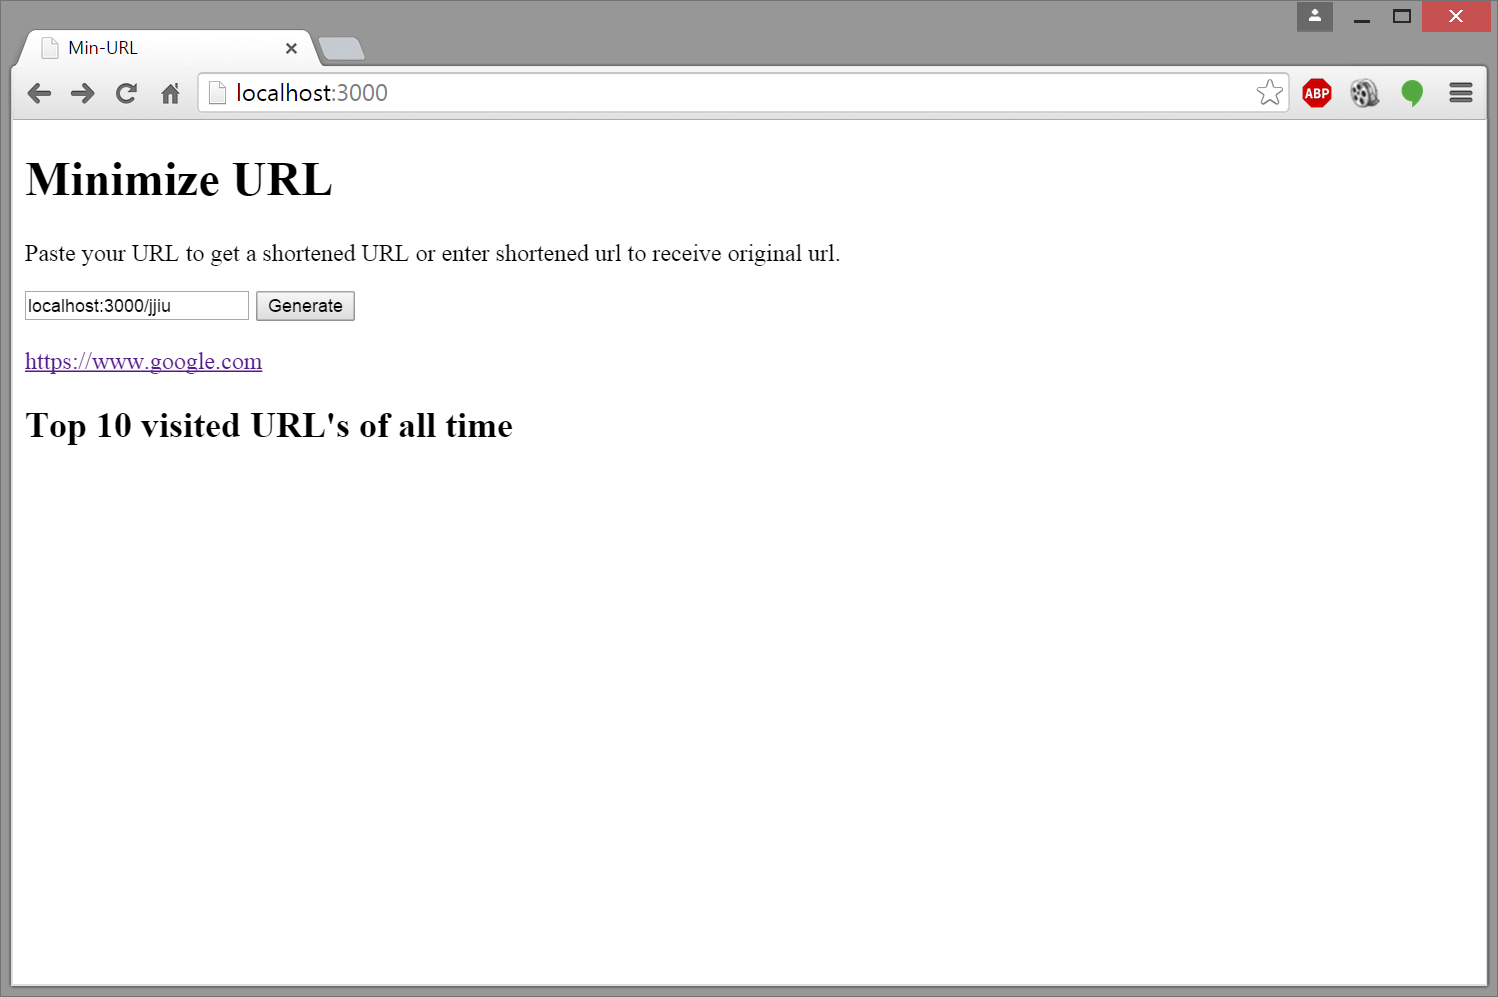 Min-URL
localhost:3000
ABP
Minimize URL
Paste your URL to get a shortened URL or enter shortened url to receive original url.
localhost:3000/jjiu Generate
https://www.google.com
Top 10 visited URL's of all time